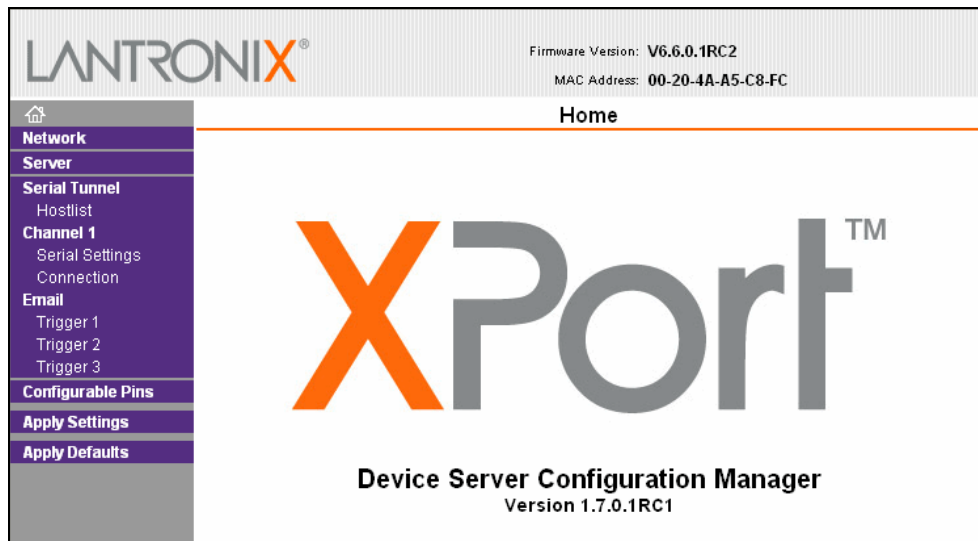 LANTRONIX®
Firmware Version: V6.6.0.1RC2
MAC Address: 00-20-4A-A5-C8-FC
Home
Network
Server
Serial Tunnel
Hostlist
Channel 1
Serial Settings
Connection
Email
Trigger 1
Trigger 2
Trigger 3
Configurable Pins
Apply Settings
Apply Defaults
XPort™
Device Server Configuration Manager
Version 1.7.0.1RC1